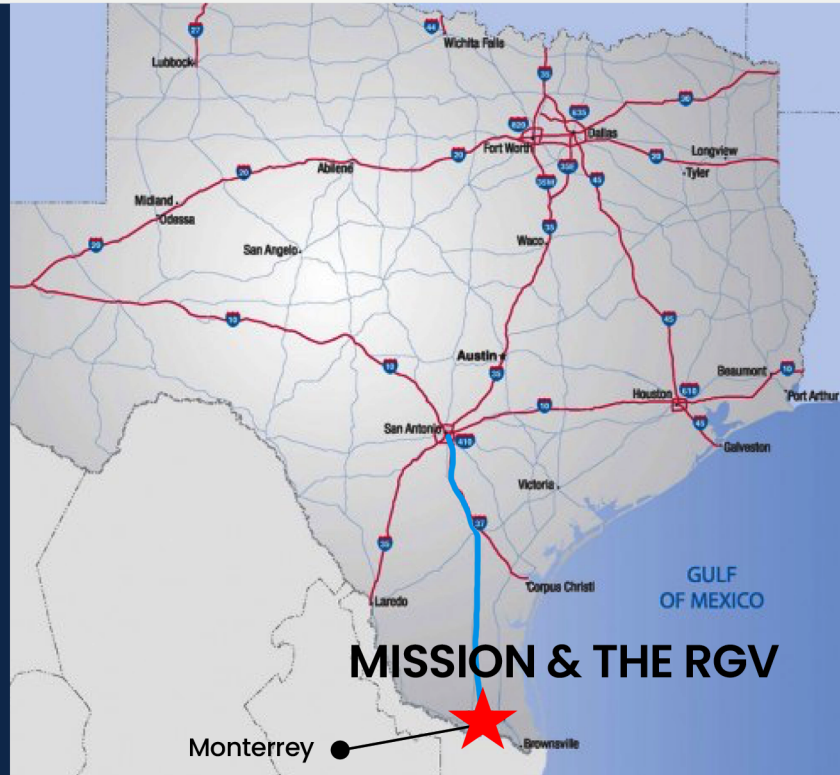 27
44
Wichita Falls
Lubbock
35
30
635
820
Dallas
Fort Worth
20
20
Longview
Tyler
20
Abilene
35W
35E
45
Midland
Odessa
35
Waco
20
San Angelo
10
45
Austin
10
35
Beaumont
10
Houston
610
Port Arthur
10
San Antonio
410
45
Galveston
Victoria
37
35
Corpus Christi
Laredo
GULF
OF MEXICO
MISSION & THE RGV
Monterrey
Brownsville